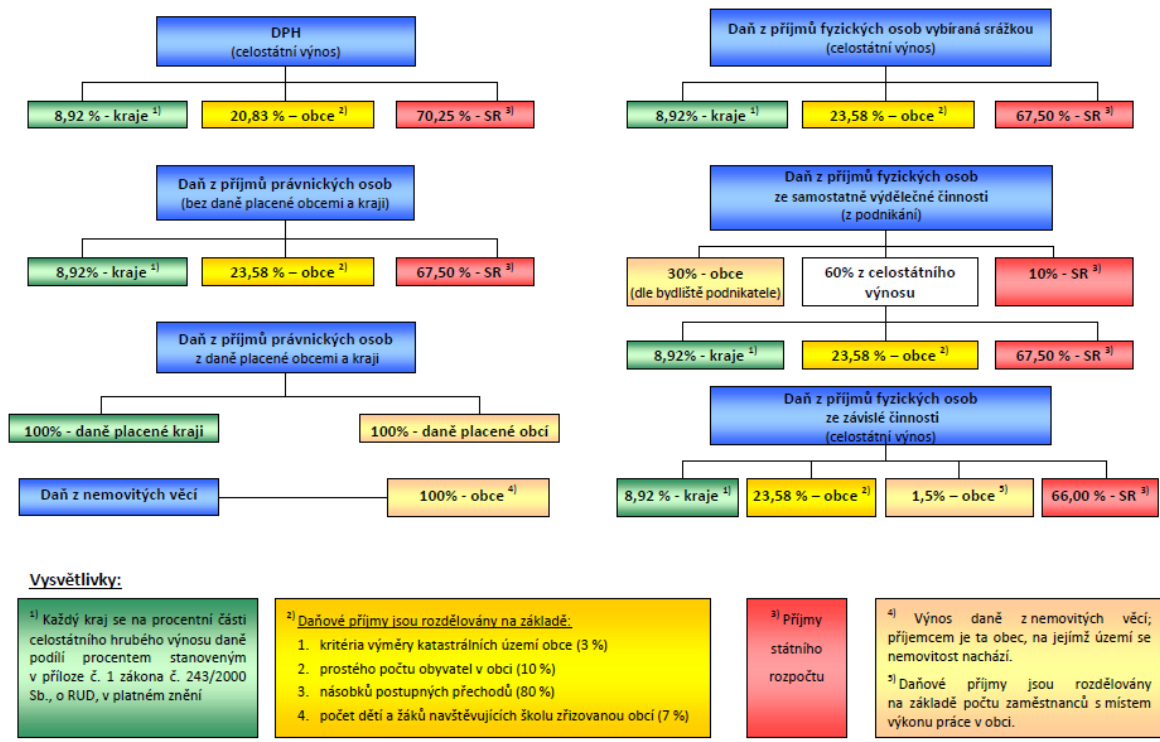 DPH
(celostátní výnos)
8,92 % - kraje ¹⁾
20,83 % – obce ²⁾
70,25 % - SR ³⁾
Daň z příjmů právnických osob
(bez daně placené obcemi a kraji)
8,92% - kraje ¹⁾
23,58 % – obce ²⁾
67,50 % - SR ³⁾
Daň z příjmů právnických osob
z daně placené obcemi a kraji
100% - daně placené kraji
100% - daně placené obcí
Daň z nemovitých věcí
100% - obce ⁴⁾
Daň z příjmů fyzických osob vybíraná srážkou
(celostátní výnos)
8,92% - kraje ¹⁾
23,58 % – obce ²⁾
67,50 % - SR ³⁾
Daň z příjmů fyzických osob
ze samostatně výdělečné činnosti
(z podnikání)
30% - obce
(dle bydliště podnikatele)
60% z celostátního
výnosu
10% - SR ³⁾
8,92% - kraje ¹⁾
23,58 % – obce ²⁾
67,50 % - SR ³⁾
Daň z příjmů fyzických osob
ze závislé činnosti
(celostátní výnos)
8,92 % - kraje ¹⁾
23,58 % – obce ²⁾
1,5% – obce ⁵⁾
66,00 % - SR ³⁾
Vysvětlivky:
¹⁾ Každý kraj se na procentní části
celostátního hrubého výnosu daně
podílí procentem stanoveným
v příloze č. 1 zákona č. 243/2000
Sb., o RUD, v platném znění
²⁾ Daňové příjmy jsou rozdělovány na základě:
1. kritéria výměry katastrálních území obce (3 %)
2. prostého počtu obyvatel v obci (10 %)
3. násobků postupných přechodů (80 %)
4. počet dětí a žáků navštěvujících školu zřizovanou obcí (7 %)
³⁾ Příjmy
státního
rozpočtu
⁴⁾ Výnos daně z nemovitých věcí;
příjemcem je ta obec, na jejímž území se
nemovitost nachází.
⁵⁾ Daňové příjmy jsou rozdělovány
na základě počtu zaměstnanců s místem
výkonu práce v obci.